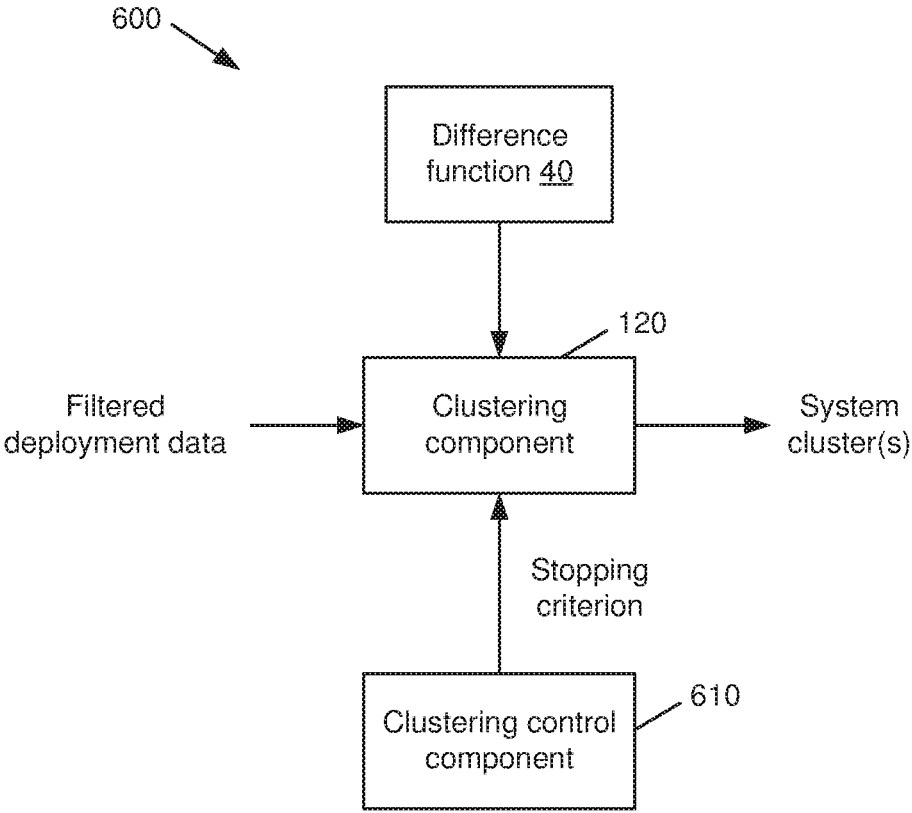 600
Difference
function 40
120
Filtered
deployment data
Clustering
component
System
cluster(s)
Stopping
criterion
610
Clustering control
component